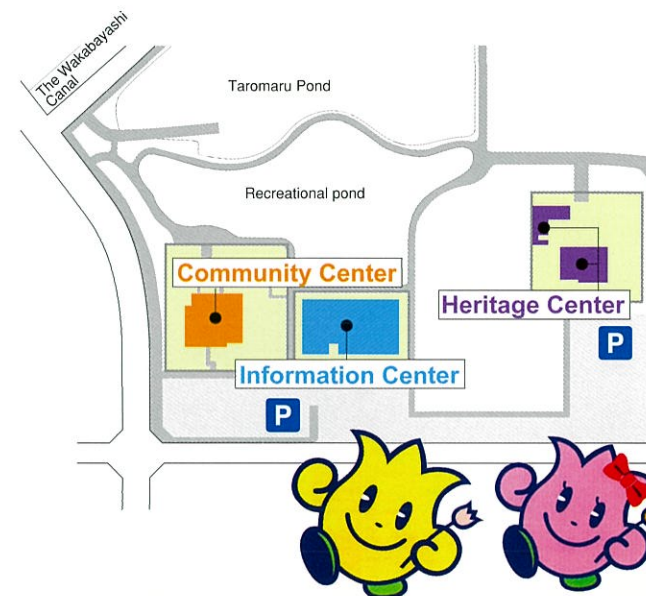 The Wakabayashi
Canal
Taromaru Pond
Recreational pond
Community Center
Heritage Center
P
Information Center
P